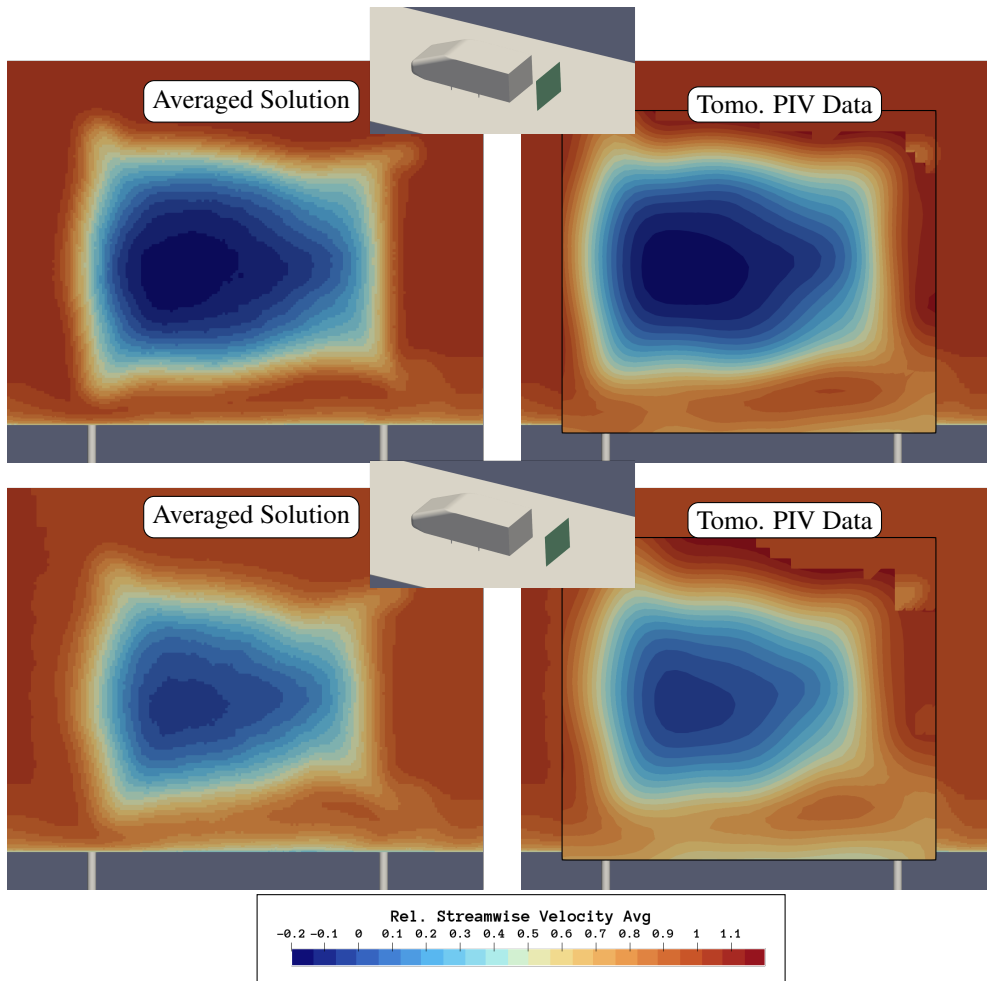 Averaged Solution
Tomo. PIV Data
Averaged Solution
Tomo. PIV Data
Rel. Streamwise Velocity Avg
-0.2 -0.1 0 0.1 0.2 0.3 0.4 0.5 0.6 0.7 0.8 0.9 1 1.1